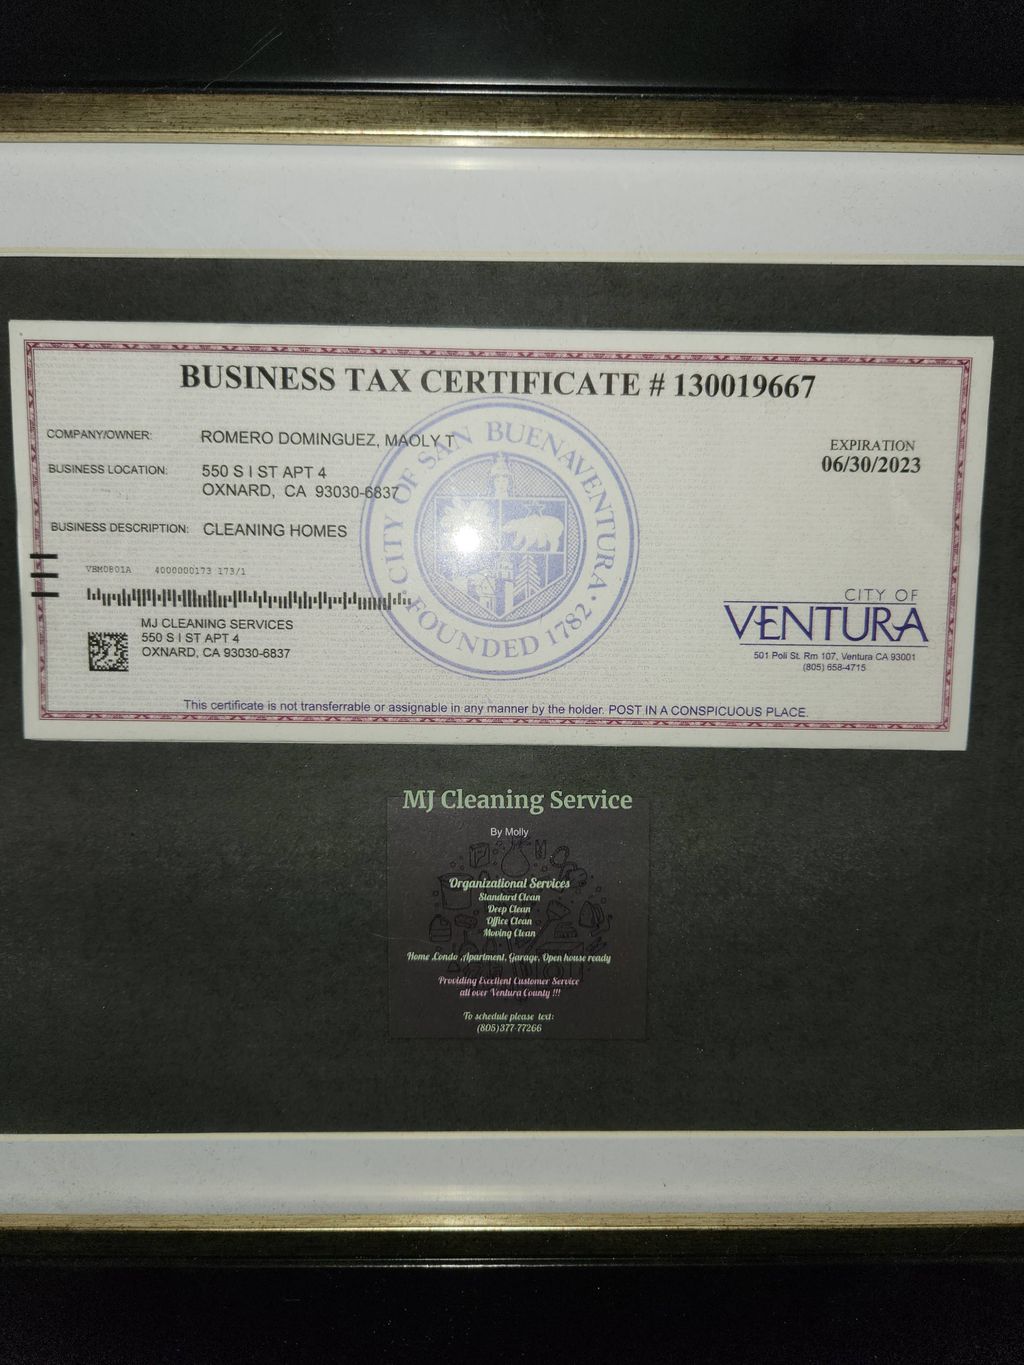 BUSINESS TAX CERTIFICATE # 130019667
COMPANY/OWNER: ROMERO DOMINGUEZ, MAOLY T
EXPIRATION
06/30/2023
BUSINESS LOCATION: 550 S I ST APT 4
OXNARD, CA 93030-6837
BUSINESS DESCRIPTION: CLEANING HOMES
VBM0801A 4000000173 173/1
MJ CLEANING SERVICES
550 S I ST APT 4
OXNARD, CA 93030-6837
CITY OF SAN BUENAVENTURA
FOUNDED 1782
CITY OF
VENTURA
501 Poli St. Rm 107, Ventura CA 93001
(805) 658-4715
This certificate is not transferrable or assignable in any manner by the holder. POST IN A CONSPICUOUS PLACE.
MJ Cleaning Service
By Molly
Organizational Services
Standard Clean
Deep Clean
Office Clean
Moving Clean
Home ,Condo ,Apartment, Garage, Open house ready
Providing Excellent Customer Service
all over Ventura County !!!
To schedule please text:
(805)377-77266